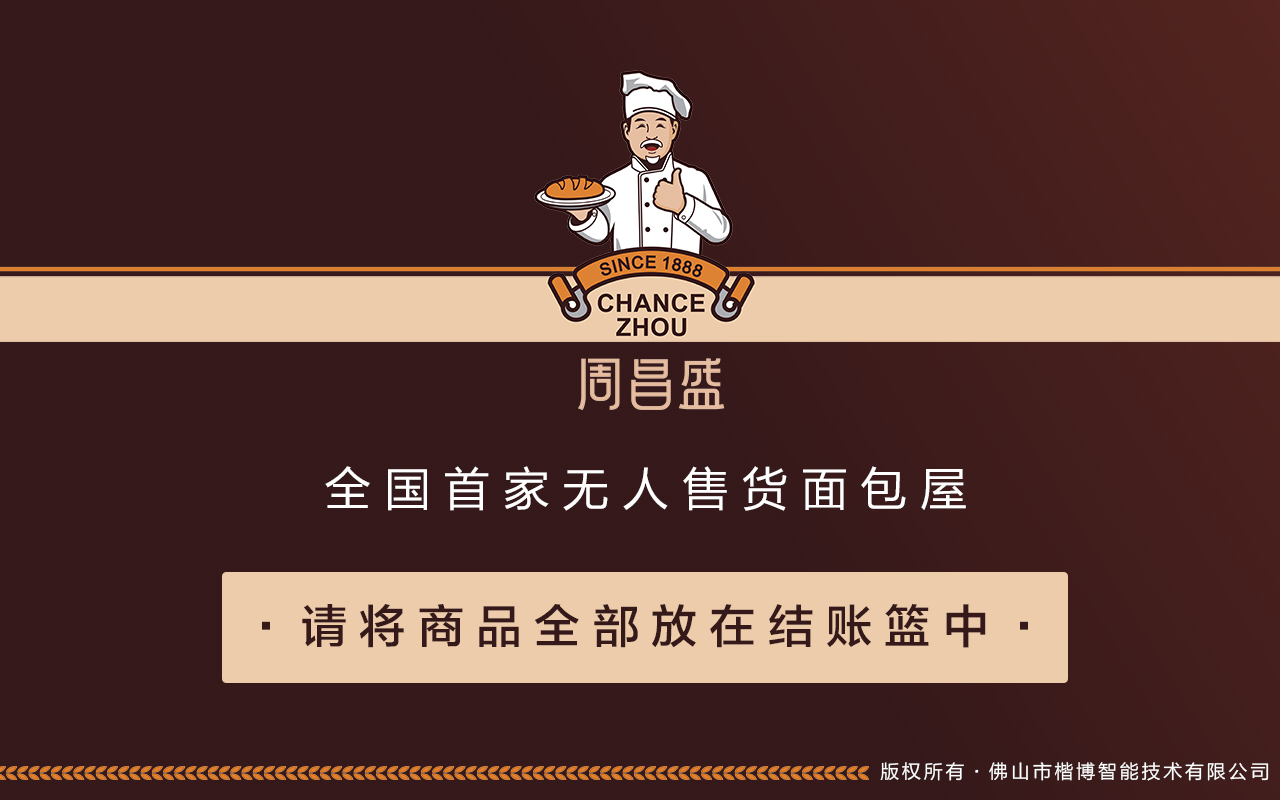 SINCE 1888
CHANCE
ZHOU
周昌盛
全国首家无人售货面包屋
·请将商品全部放在结账篮中·
版权所有·佛山市楷博智能技术有限公司